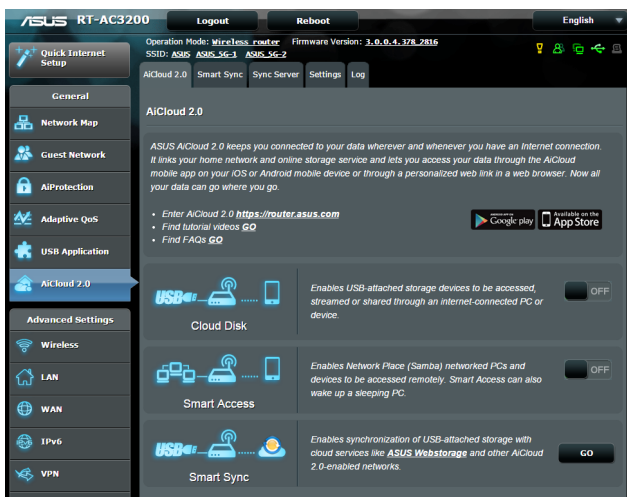 ASUS RT-AC3200
Logout
Reboot
English
Quick Internet
Setup
Operation Mode: Wireless router Firmware Version: 3.0.0.4.378_2816
SSID: ASUS ASUS_5G-1 ASUS_5G-2
AiCloud 2.0
Smart Sync
Sync Server
Settings
Log
General
Network Map
Guest Network
AiProtection
Adaptive QoS
USB Application
AiCloud 2.0
Advanced Settings
Wireless
LAN
WAN
IPv6
VPN
AiCloud 2.0
ASUS AiCloud 2.0 keeps you connected to your data wherever and whenever you have an Internet connection.
It links your home network and online storage service and lets you access your data through the AiCloud
mobile app on your iOS or Android mobile device or through a personalized web link in a web browser. Now all
your data can go where you go.
• Enter AiCloud 2.0 https://router.asus.com
• Find tutorial videos GO
• Find FAQs GO
Google play
Available on the
App Store
USB
Cloud Disk
Enables USB-attached storage devices to be accessed,
streamed or shared through an internet-connected PC or
device.
OFF
Smart Access
Enables Network Place (Samba) networked PCs and
devices to be accessed remotely. Smart Access can also
wake up a sleeping PC.
OFF
USB
Smart Sync
Enables synchronization of USB-attached storage with
cloud services like ASUS Webstorage and other AiCloud
2.0-enabled networks.
GO